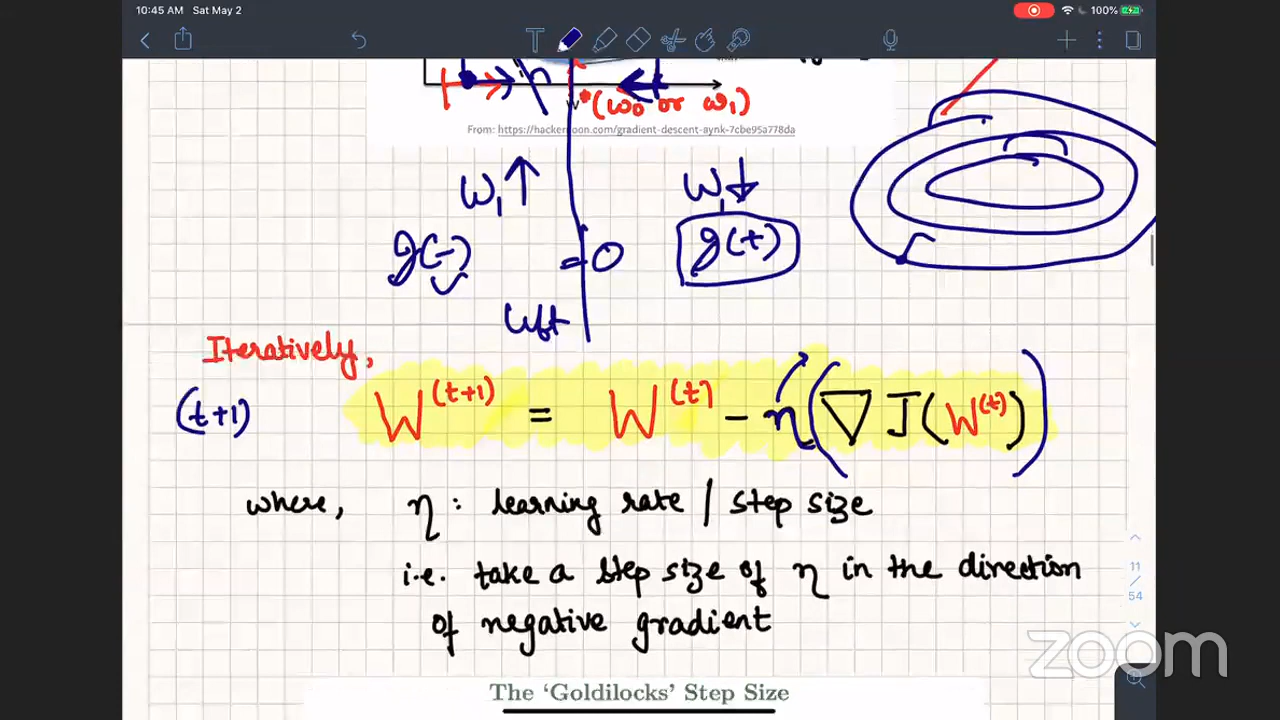 10:45 AM Sat May 2
100%
* (w0 or w1)
From: https://hackernoon.com/gradient-descent-aynk-7cbe95a778da
W1 ↑ W1 ↓
g(-) = 0 g(+)
left
Iteratively,
(t+1) W^(t+1) = W^(t) - η(∇J(W^(t)))
where, η: learning rate / step size
i.e. take a step size of η in the direction
of negative gradient
11
/
54
zoom
The ‘Goldilocks’ Step Size